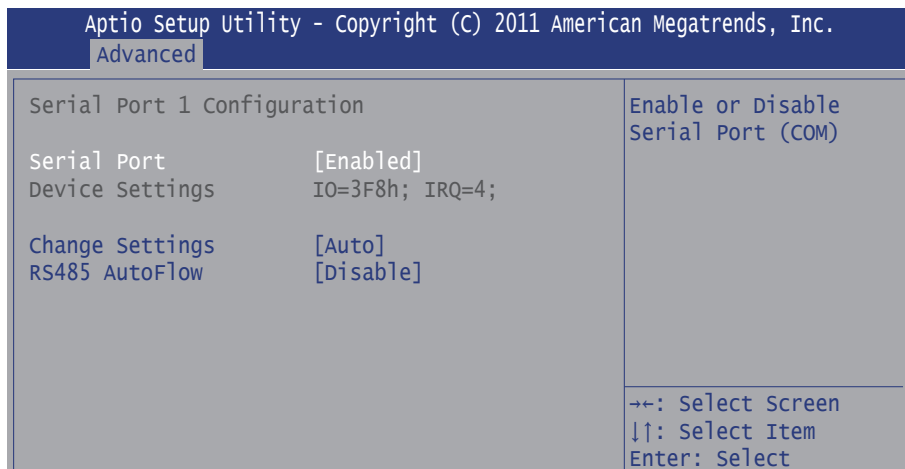 Aptio Setup Utility - Copyright (C) 2011 American Megatrends, Inc.
Advanced
Serial Port 1 Configuration
Serial Port [Enabled]
Device Settings IO=3F8h; IRQ=4;
Change Settings [Auto]
RS485 AutoFlow [Disable]
Enable or Disable
Serial Port (COM)
→←: Select Screen
↓↑: Select Item
Enter: Select